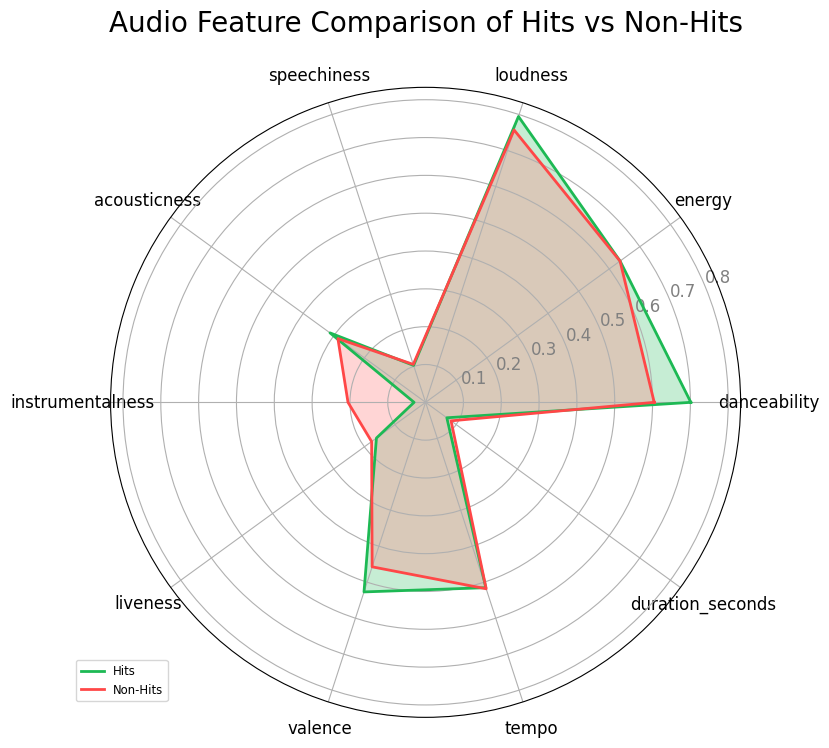 Audio Feature Comparison of Hits vs Non-Hits
speechiness
loudness
acousticness
energy
0.8
0.7
0.6
0.5
0.4
0.3
0.2
0.1
instrumentalness
danceability
liveness
duration_seconds
Hits
Non-Hits
valence
tempo